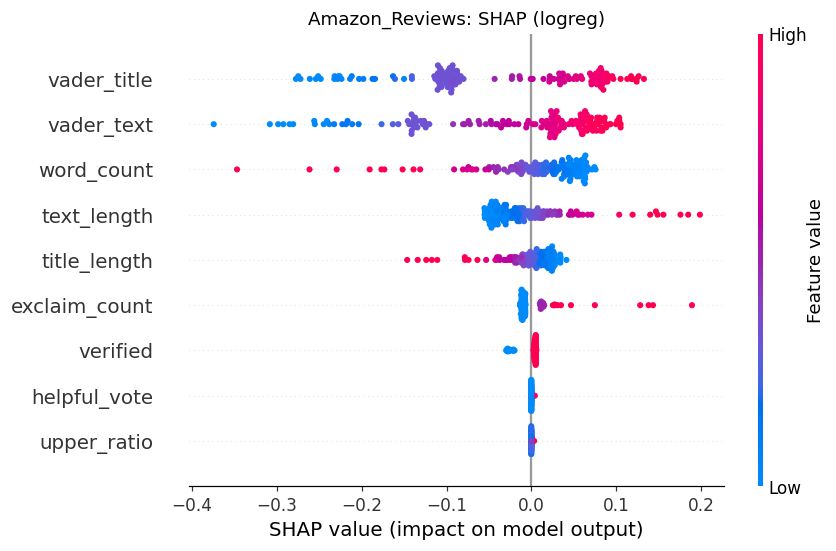 Amazon_Reviews: SHAP (logreg)
High
vader_title
vader_text
word_count
text_length
title_length
exclaim_count
verified
helpful_vote
upper_ratio
Feature value
Low
−0.4 −0.3 −0.2 −0.1 0.0 0.1 0.2
SHAP value (impact on model output)